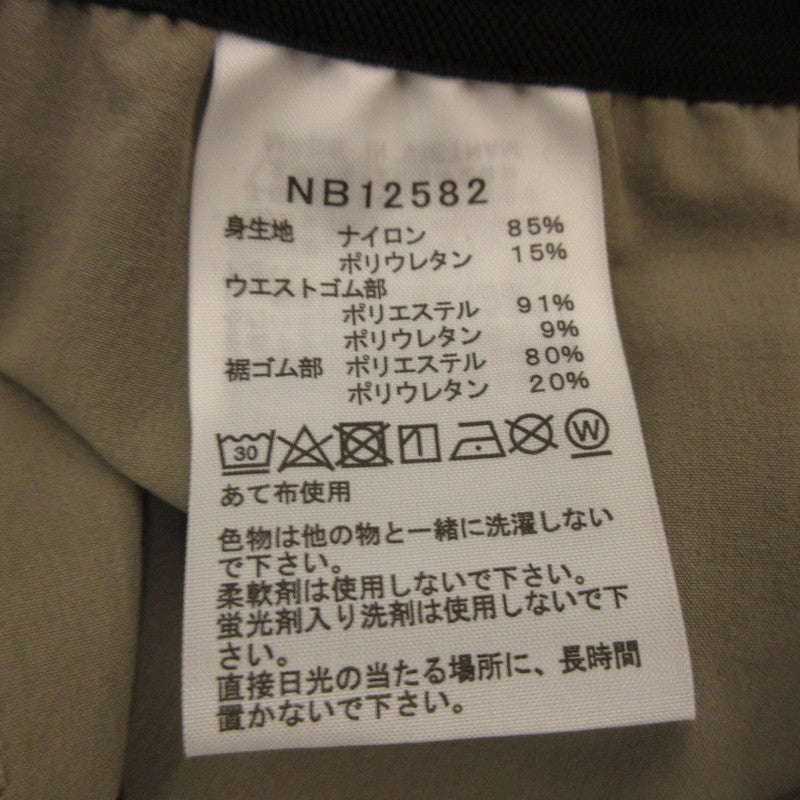 NB12582
身生地 ナイロン 85%
ポリウレタン 15%
ウエストゴム部
ポリエステル 91%
ポリウレタン 9%
裾ゴム部 ポリエステル 80%
ポリウレタン 20%
30 W
あて布使用
色物は他の物と一緒に洗濯しない
で下さい。
柔軟剤は使用しないで下さい。
蛍光剤入り洗剤は使用しないで下
さい。
直接日光の当たる場所に、長時間
置かないで下さい。